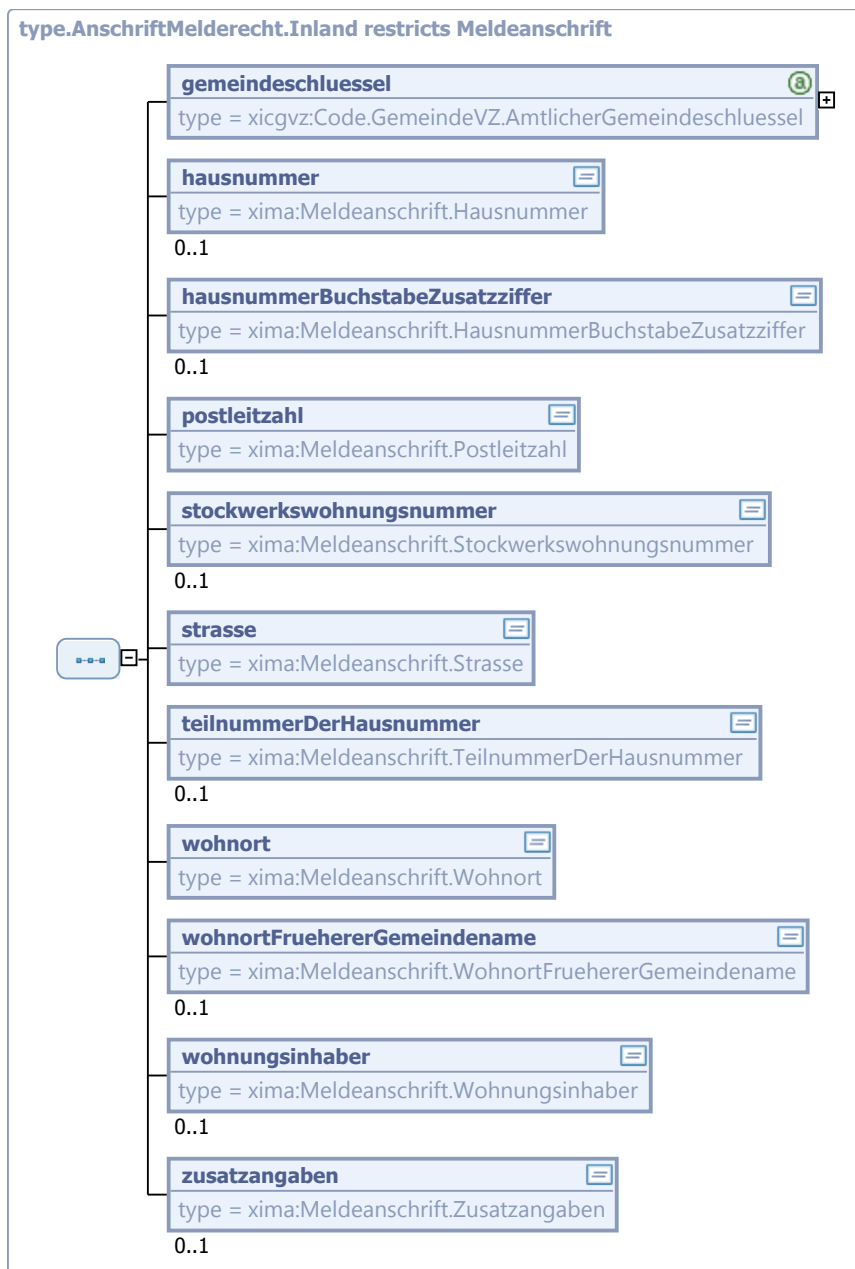 type.AnschriftMelderecht.Inland restricts Meldeanschrift
gemeindeschluessel
type = xicgvz:Code.GemeindeVZ.AmtlicherGemeindeschluessel
hausnummer
type = xima:Meldeanschrift.Hausnummer
0..1
hausnummerBuchstabeZusatzziffer
type = xima:Meldeanschrift.HausnummerBuchstabeZusatzziffer
0..1
postleitzahl
type = xima:Meldeanschrift.Postleitzahl
stockwerkswohnungsnummer
type = xima:Meldeanschrift.Stockwerkswohnungsnummer
0..1
strasse
type = xima:Meldeanschrift.Strasse
teilnummerDerHausnummer
type = xima:Meldeanschrift.TeilnummerDerHausnummer
0..1
wohnort
type = xima:Meldeanschrift.Wohnort
wohnortFruehererGemeindename
type = xima:Meldeanschrift.WohnortFruehererGemeindename
0..1
wohnungsinhaber
type = xima:Meldeanschrift.Wohnungsinhaber
0..1
zusatzangaben
type = xima:Meldeanschrift.Zusatzangaben
0..1